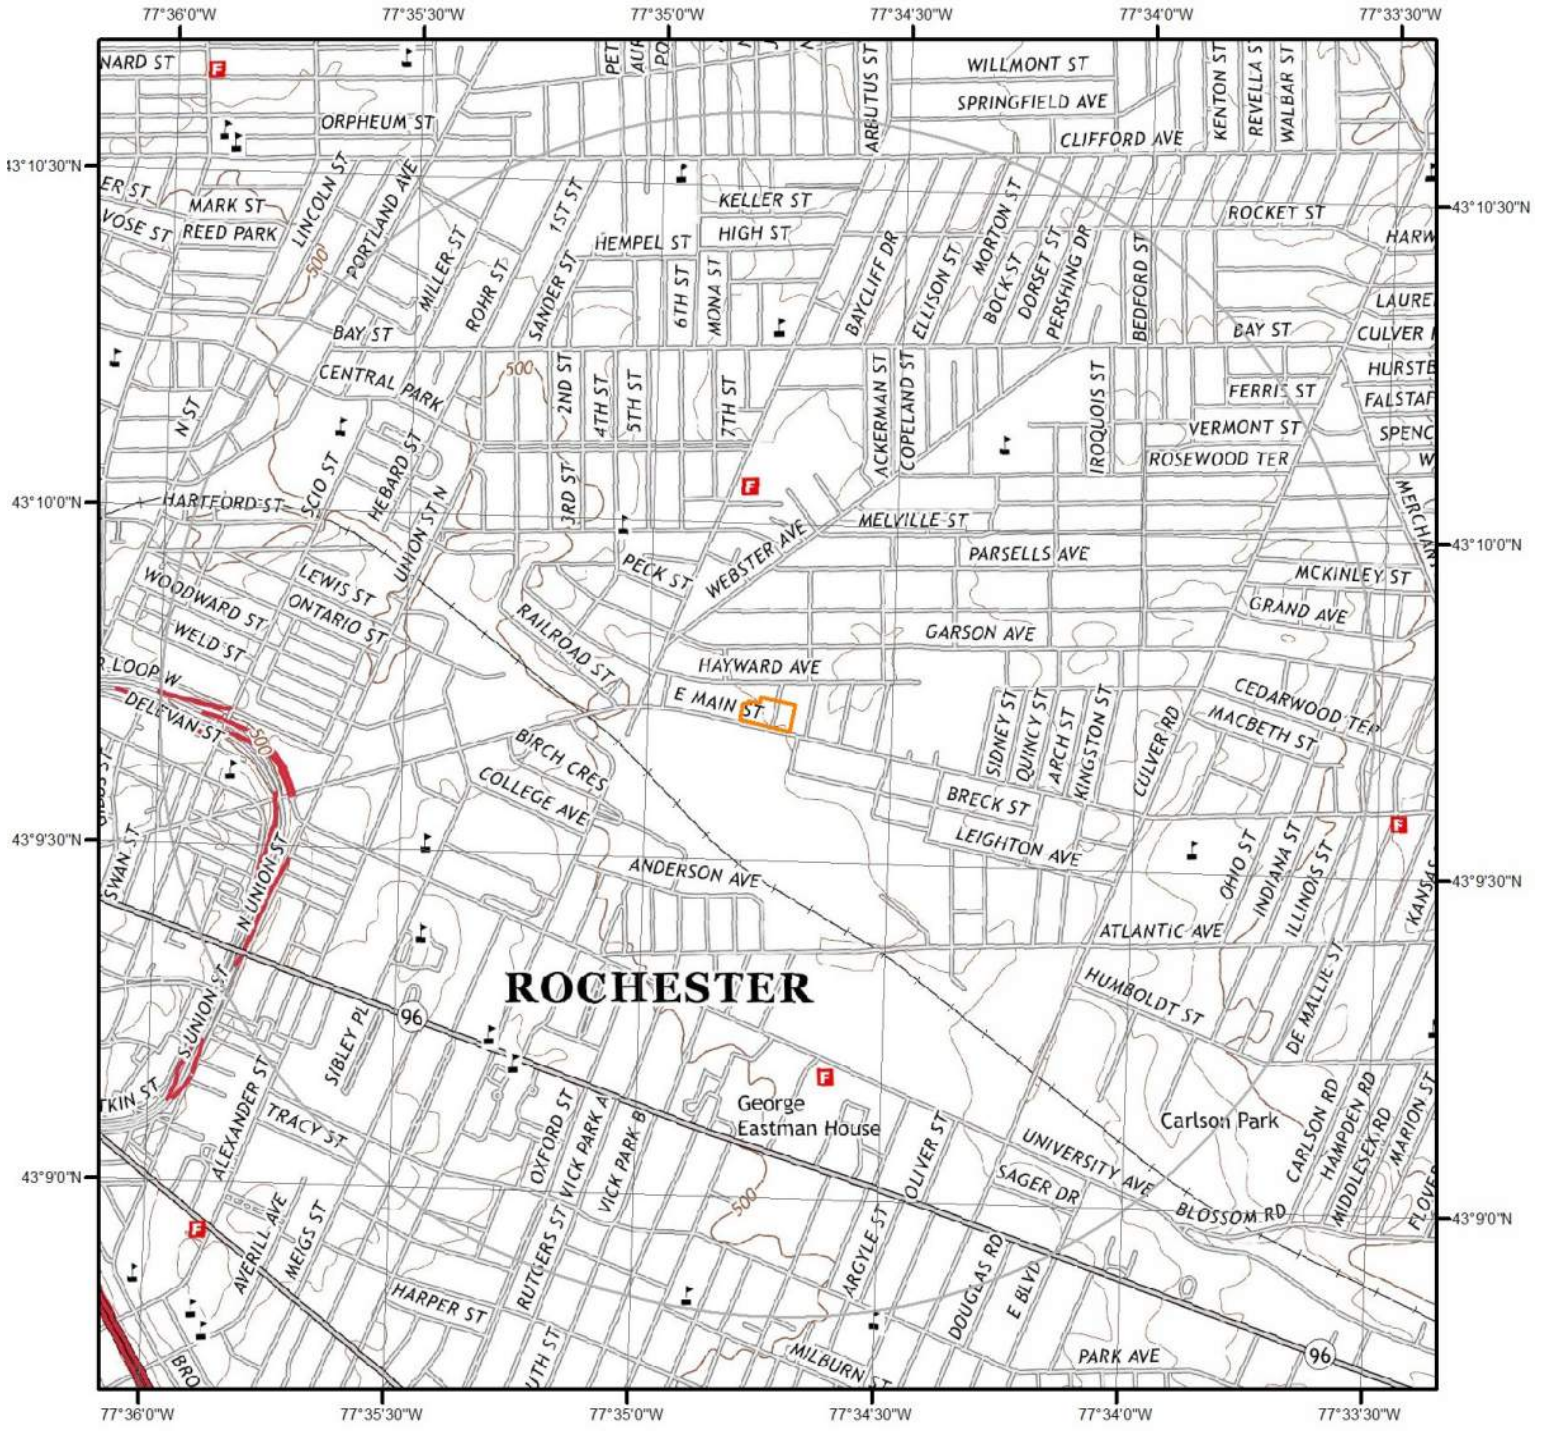 77°36'0"W
77°35'30"W
77°35'0"W
77°34'30"W
77°34'0"W
77°33'30"W
NARD ST
F
PET
AUR
PO
ARBUTUS ST
WILLMONT ST
SPRINGFIELD AVE
CLIFFORD AVE
KENTON ST
REVELLA S
WALBAR ST
ORPHEUM ST
43°10'30"N
ER ST
MARK ST
VOSE ST
REED PARK
LINCOLN ST
PORTLAND AVE
500
MILLER ST
ROHR ST
1ST ST
SANDER ST
HEMPEL ST
KELLER ST
HIGH ST
6TH ST
MONA ST
BAYCLIFF DR
ELLISON ST
MORTON ST
BOCK ST
DORSET ST
PERSHING DR
BEDFORD ST
ROCKET ST
43°10'30"N
HARW
LAURE
BAY ST
BAY ST
CULVER
CENTRAL PARK
500
2ND ST
4TH ST
5TH ST
7TH ST
ACKERMAN ST
COPELAND ST
IROQUOIS ST
FERRIS ST
HURSTE
FALSTAF
VERMONT ST
SPENC
ROSEWOOD TER
W
N ST
SCIO ST
HEBARD ST
UNION ST N
3RD ST
F
MERCHAN
43°10'0"N
HARTFORD ST
WEBSTER AVE
MELVILLE ST
PARSELLS AVE
43°10'0"N
PECK ST
MCKINLEY ST
GRAND AVE
WOODWARD ST
LEWIS ST
ONTARIO ST
WELD ST
RAILROAD ST
GARSON AVE
HAYWARD AVE
R LOOP W
DELEVAN ST
500
E MAIN ST
CEDARWOOD TER
MACBETH ST
SIDNEY ST
QUINCY ST
ARCH ST
KINGSTON ST
CULVER RD
BIRCH CRES
COLLEGE AVE
BRECK ST
LEIGHTON AVE
F
43°9'30"N
SWAN ST
N UNION ST
ANDERSON AVE
OHIO ST
INDIANA ST
ILLINOIS ST
KANSA
43°9'30"N
ATLANTIC AVE
ROCHESTER
96
S UNION ST
SIBLEY PL
HUMBOLDT ST
DE MALLIE ST
F
George
Eastman House
Carlson Park
TKIN ST
ALEXANDER ST
TRACY ST
OXFORD ST
VICK PARK A
VICK PARK B
OLIVER ST
UNIVERSITY AVE
CARLSON RD
HAMPDEN RD
MIDDLESEX RD
MARION ST
43°9'0"N
SAGER DR
BLOSSOM RD
FLOVE
43°9'0"N
500
F
AVERILL AVE
MEIGS ST
RUTGERS ST
ARGYLE ST
DOUGLAS RD
E BLVD
HARPER ST
UTH ST
MILBURN ST
PARK AVE
96
BRO
77°36'0"W
77°35'30"W
77°35'0"W
77°34'30"W
77°34'0"W
77°33'30"W